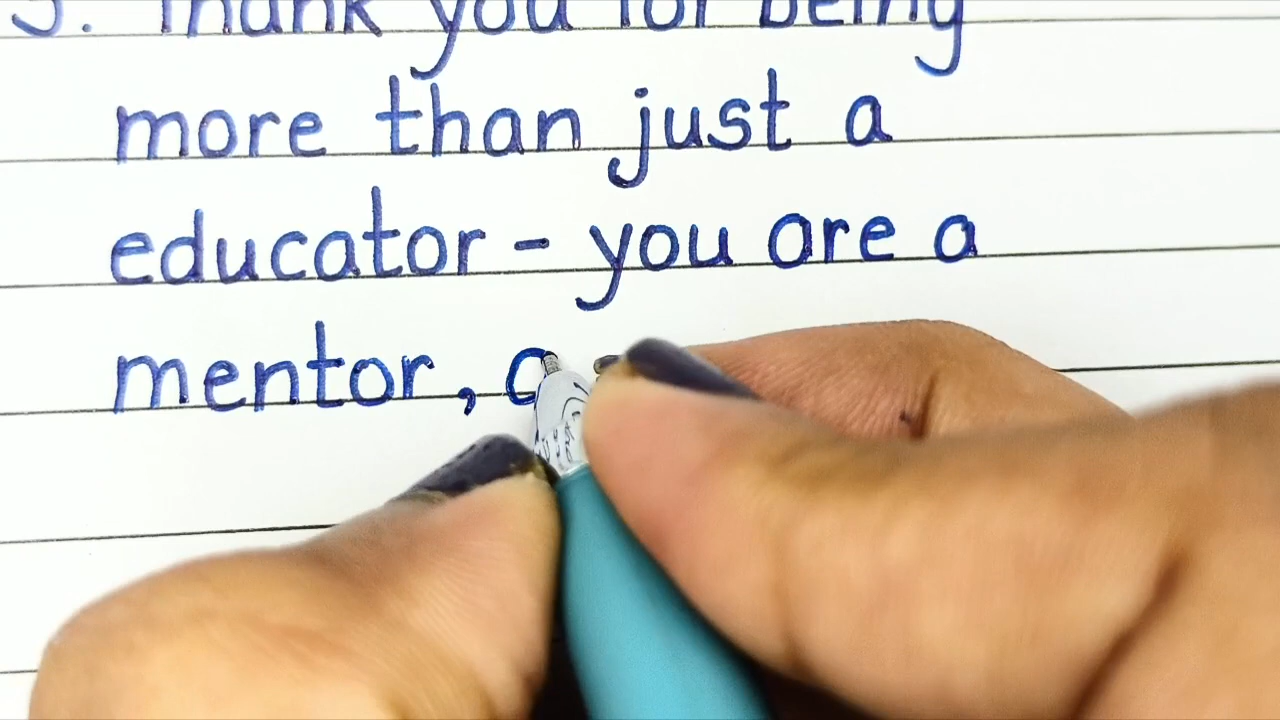 5. Thank you for being
more than just a
educator - you are a
mentor,